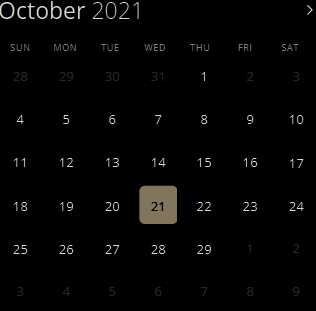 October 2021
SUN MON TUE WED THU FRI SAT
28 29 30 31 1 2 3
4 5 6 7 8 9 10
11 12 13 14 15 16 17
18 19 20 21 22 23 24
25 26 27 28 29 1 2
3 4 5 6 7 8 9